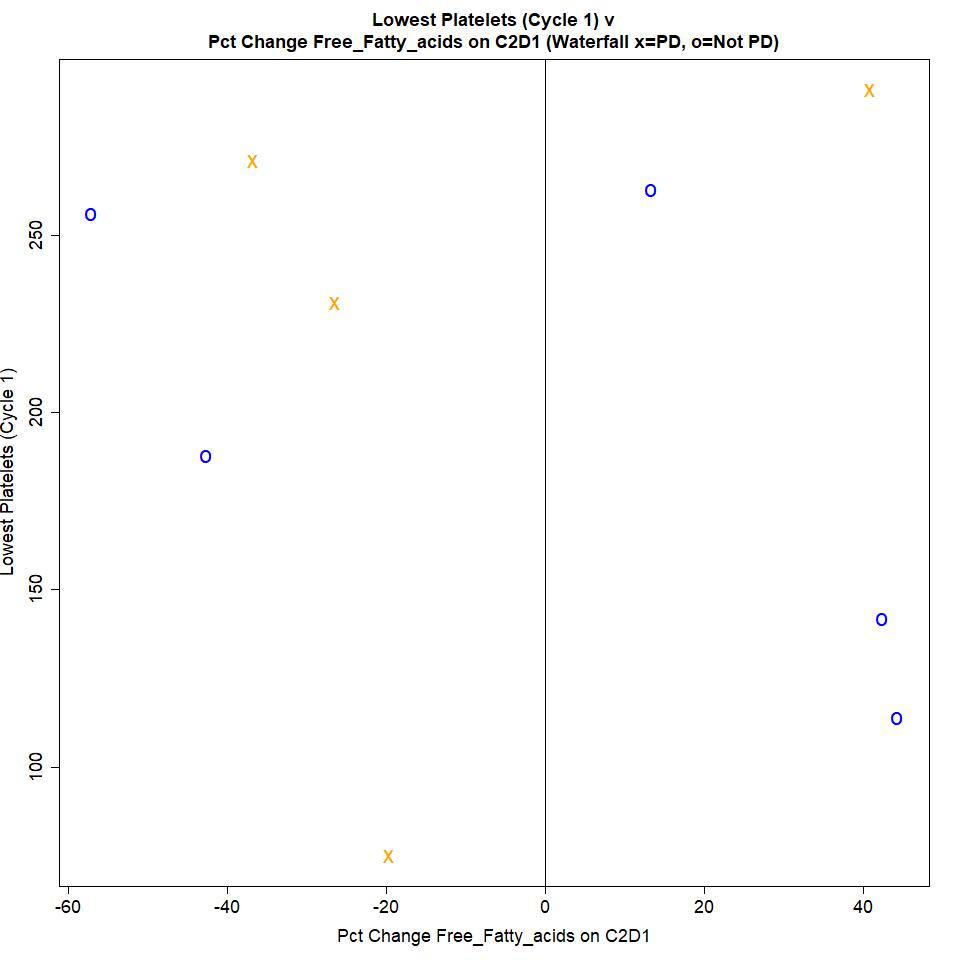 Lowest Platelets (Cycle 1) v
Pct Change Free_Fatty_acids on C2D1 (Waterfall x=PD, o=Not PD)
Lowest Platelets (Cycle 1)
250
200
150
100
X
X
O
O
X
O
O
O
X
-60
-40
-20
0
20
40
Pct Change Free_Fatty_acids on C2D1